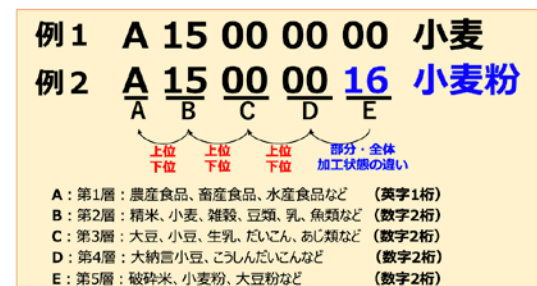 例1 A 15 00 00 00 小麦
例2 A 15 00 00 16 小麦粉
A B C D E
上位 上位 上位 部分・全体
下位 下位 下位 加工状態の違い
A:第1層:農産食品、畜産食品、水産食品など (英字1桁)
B:第2層:精米、小麦、雑穀、豆類、乳、魚類など (数字2桁)
C:第3層:大豆、小豆、生乳、だいこん、あじ類など (数字2桁)
D:第4層:大納言小豆、こうしんだいこんなど (数字2桁)
E:第5層:破砕米、小麦粉、大豆粉など (数字2桁)